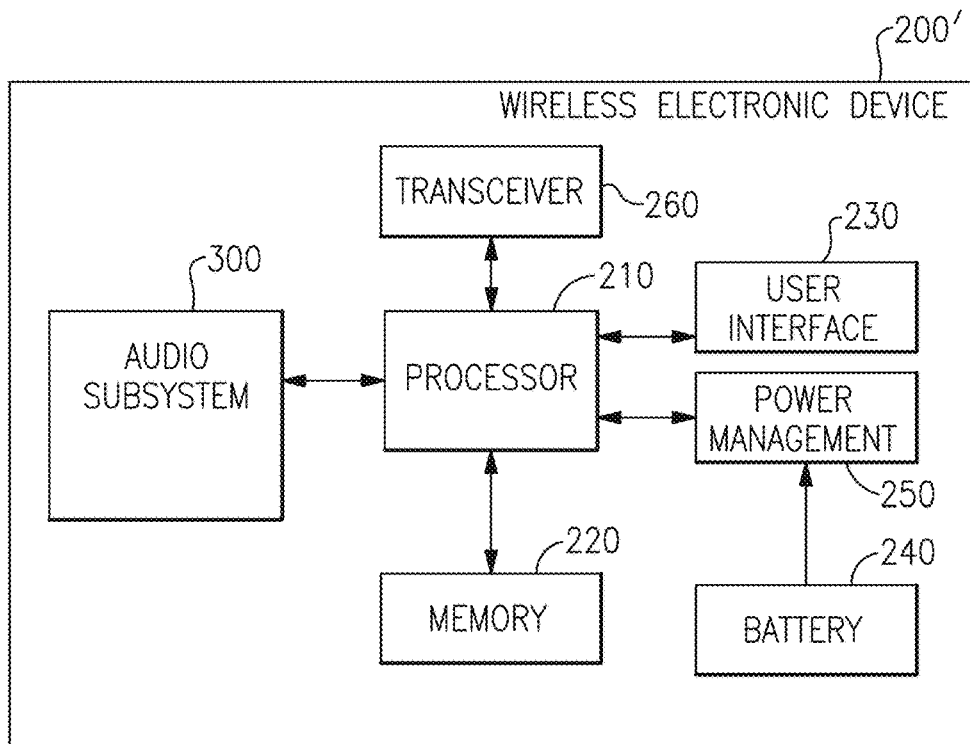 200'
WIRELESS ELECTRONIC DEVICE
TRANSCEIVER
260
230
300
210
USER
INTERFACE
AUDIO
SUBSYSTEM
PROCESSOR
POWER
MANAGEMENT
250
220
240
MEMORY
BATTERY